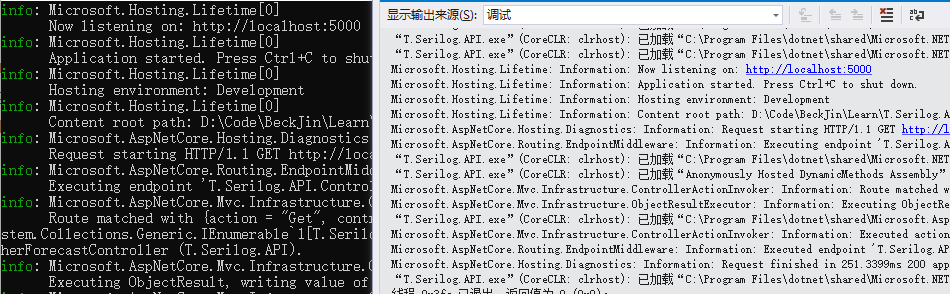 info: Microsoft.Hosting.Lifetime[0]
Now listening on: http://localhost:5000
info: Microsoft.Hosting.Lifetime[0]
Application started. Press Ctrl+C to shut
info: Microsoft.Hosting.Lifetime[0]
Hosting environment: Development
info: Microsoft.Hosting.Lifetime[0]
Content root path: D:\Code\BeckJin\Learn\
info: Microsoft.AspNetCore.Hosting.Diagnostics
Request starting HTTP/1.1 GET http://loca
info: Microsoft.AspNetCore.Routing.EndpointMidd
Executing endpoint 'T.Serilog.API.Contro
info: Microsoft.AspNetCore.Mvc.Infrastructure.C
Route matched with {action = "Get", contr
stem.Collections.Generic.IEnumerable`1[T.Serilo
herForecastController (T.Serilog.API).
info: Microsoft.AspNetCore.Mvc.Infrastructure.O
Executing ObjectResult, writing value of
显示输出来源(S): 调试
“T.Serilog.API.exe”(CoreCLR: clrhost): 已加载“C:\Program Files\dotnet\shared\Microsoft.NET
“T.Serilog.API.exe”(CoreCLR: clrhost): 已加载“C:\Program Files\dotnet\shared\Microsoft.NET
Microsoft.Hosting.Lifetime: Information: Now listening on: http://localhost:5000
Microsoft.Hosting.Lifetime: Information: Application started. Press Ctrl+C to shut down.
Microsoft.Hosting.Lifetime: Information: Hosting environment: Development
Microsoft.Hosting.Lifetime: Information: Content root path: D:\Code\BeckJin\Learn\T.Serilog.A
Microsoft.AspNetCore.Hosting.Diagnostics: Information: Request starting HTTP/1.1 GET http://l
Microsoft.AspNetCore.Routing.EndpointMiddleware: Information: Executing endpoint 'T.Serilog.A
“T.Serilog.API.exe”(CoreCLR: clrhost): 已加载“C:\Program Files\dotnet\shared\Microsoft.NET
“T.Serilog.API.exe”(CoreCLR: clrhost): 已加载“Anonymously Hosted DynamicMethods Assembly”
Microsoft.AspNetCore.Mvc.Infrastructure.ControllerActionInvoker: Information: Route matched w
Microsoft.AspNetCore.Mvc.Infrastructure.ObjectResultExecutor: Information: Executing ObjectRe
“T.Serilog.API.exe”(CoreCLR: clrhost): 已加载“C:\Program Files\dotnet\shared\Microsoft.Asp
Microsoft.AspNetCore.Mvc.Infrastructure.ControllerActionInvoker: Information: Executed action
Microsoft.AspNetCore.Routing.EndpointMiddleware: Information: Executed endpoint 'T.Serilog.AP
Microsoft.AspNetCore.Hosting.Diagnostics: Information: Request finished in 251.3399ms 200 app
“T.Serilog.API.exe”(CoreCLR: clrhost): 已加载“C:\Program Files\dotnet\shared\Microsoft.NET